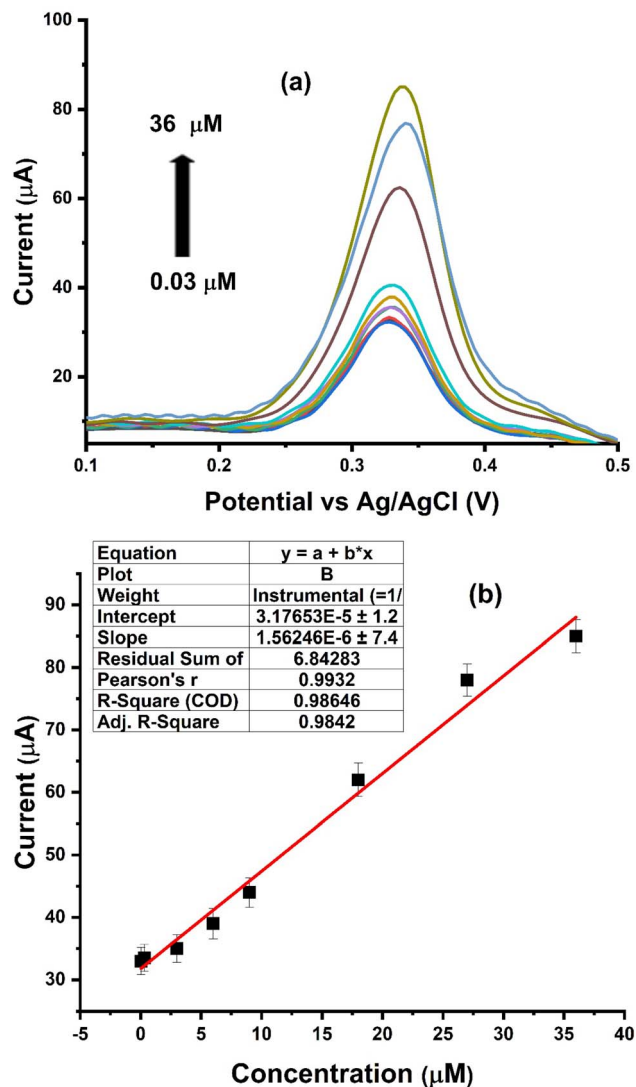 100
80
60
40
20
Current (μA)
(a)
36 μM
0.03 μM
0.1 0.2 0.3 0.4 0.5
Potential vs Ag/AgCl (V)
Equation y = a + b*x
Plot B
Weight Instrumental (=1/
Intercept 3.17653E-5 ± 1.2
Slope 1.56246E-6 ± 7.4
Residual Sum of 6.84283
Pearson's r 0.9932
R-Square (COD) 0.98646
Adj. R-Square 0.9842
(b)
90
80
70
60
50
40
30
Current (μA)
-5 0 5 10 15 20 25 30 35 40
Concentration (μM)